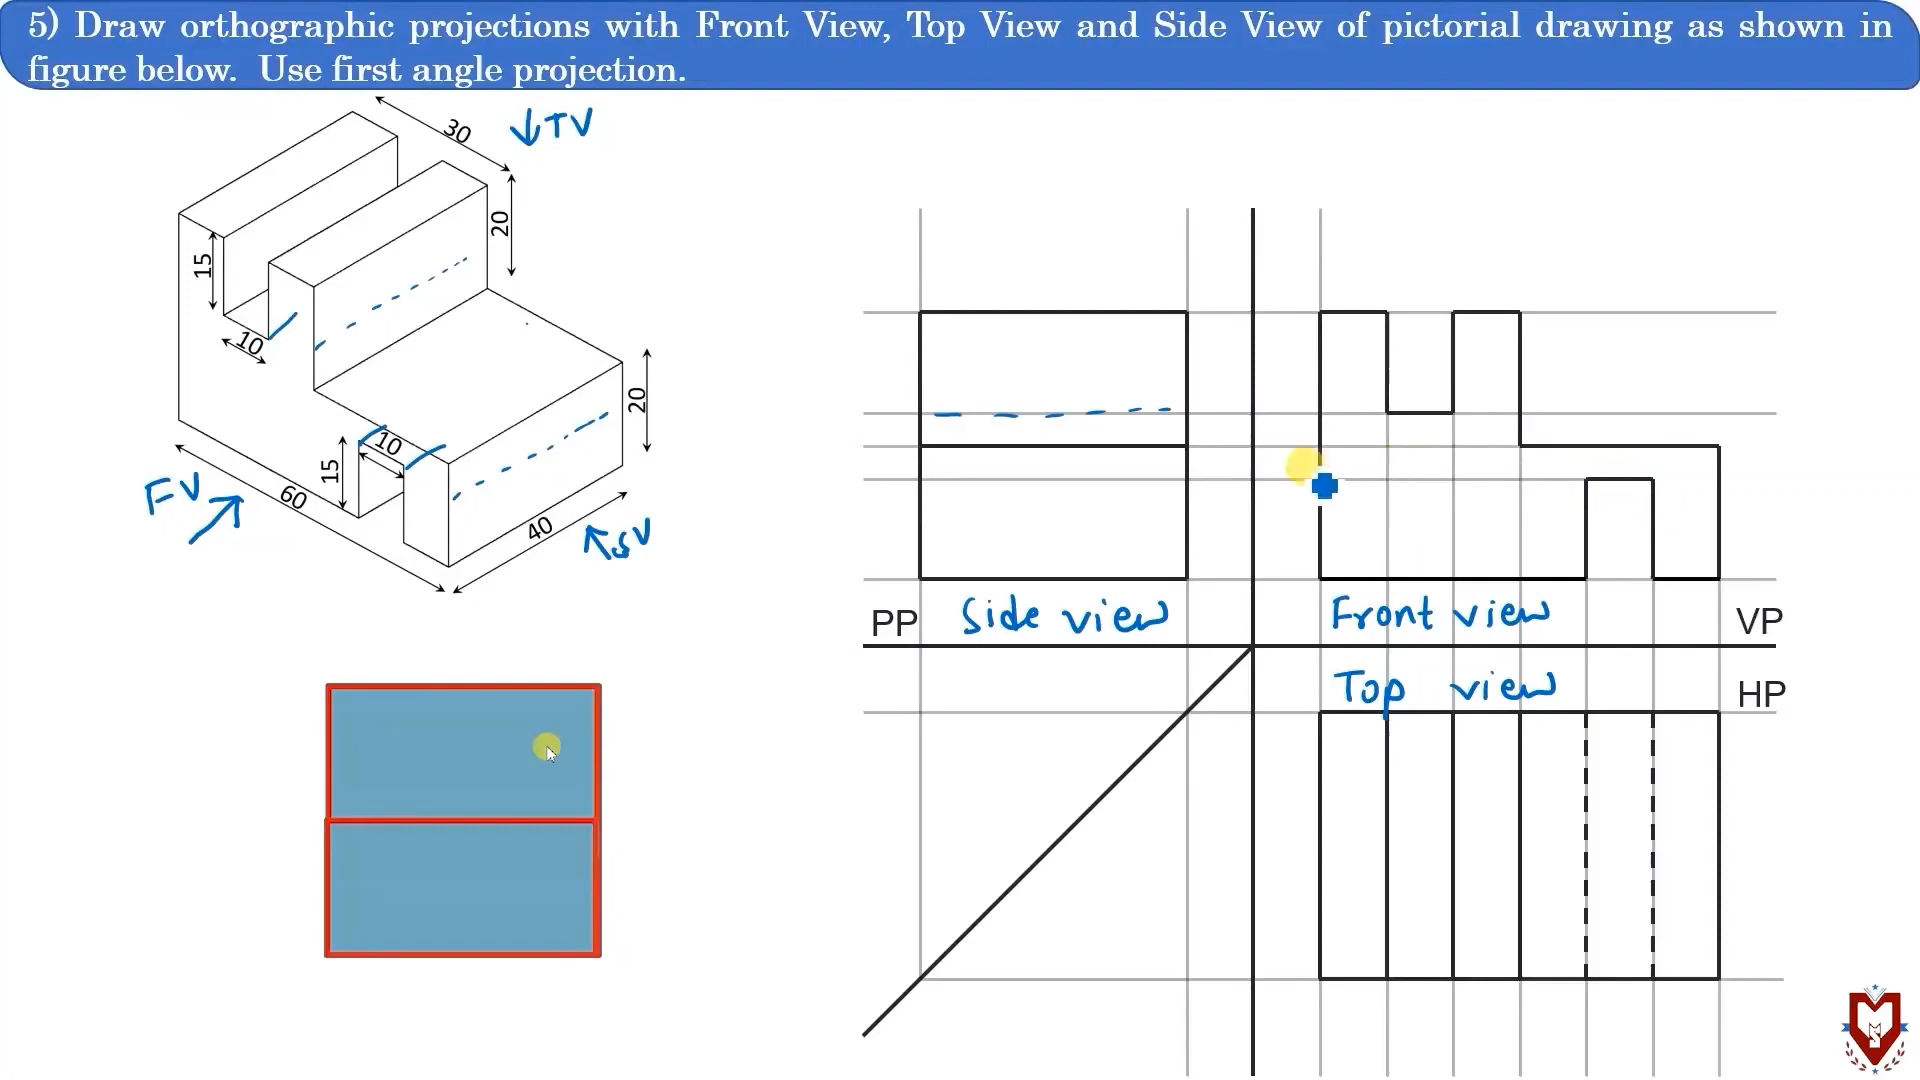 5) Draw orthographic projections with Front View, Top View and Side View of pictorial drawing as shown in
figure below. Use first angle projection.
30
↓TV
20
15
10
20
10
15
FV
60
40
SV
PP
Side view
Front view
VP
Top view
HP
M